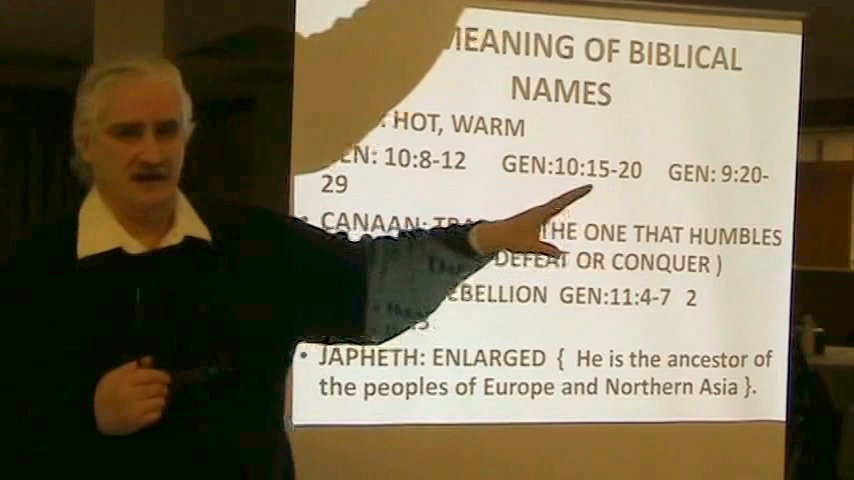 MEANING OF BIBLICAL
NAMES
: HOT, WARM
GEN: 10:8-12 GEN:10:15-20 GEN: 9:20-
29
• CANAAN: THE ONE THAT HUMBLES
DEFEAT OR CONQUER )
EBELLION GEN:11:4-7 2
• JAPHETH: ENLARGED { He is the ancestor of
the peoples of Europe and Northern Asia }.